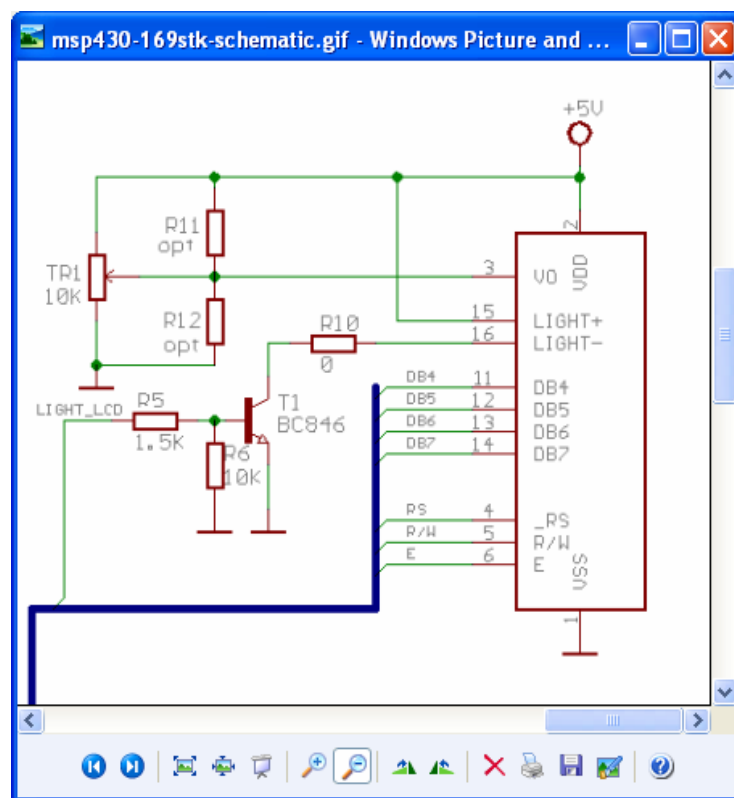 msp430-169stk-schematic.gif - Windows Picture and ...
+5V
R11
opt
2
TR1
10K
3
VO
VDD
R12
opt
R10
0
15
LIGHT+
16
LIGHT-
DB4
11
DB4
DB5
12
DB5
DB6
13
DB6
DB7
14
DB7
LIGHT_LCD
R5
1.5K
T1
BC846
R6
10K
RS
4
_RS
R/W
5
R/W
E
6
E
VSS
1